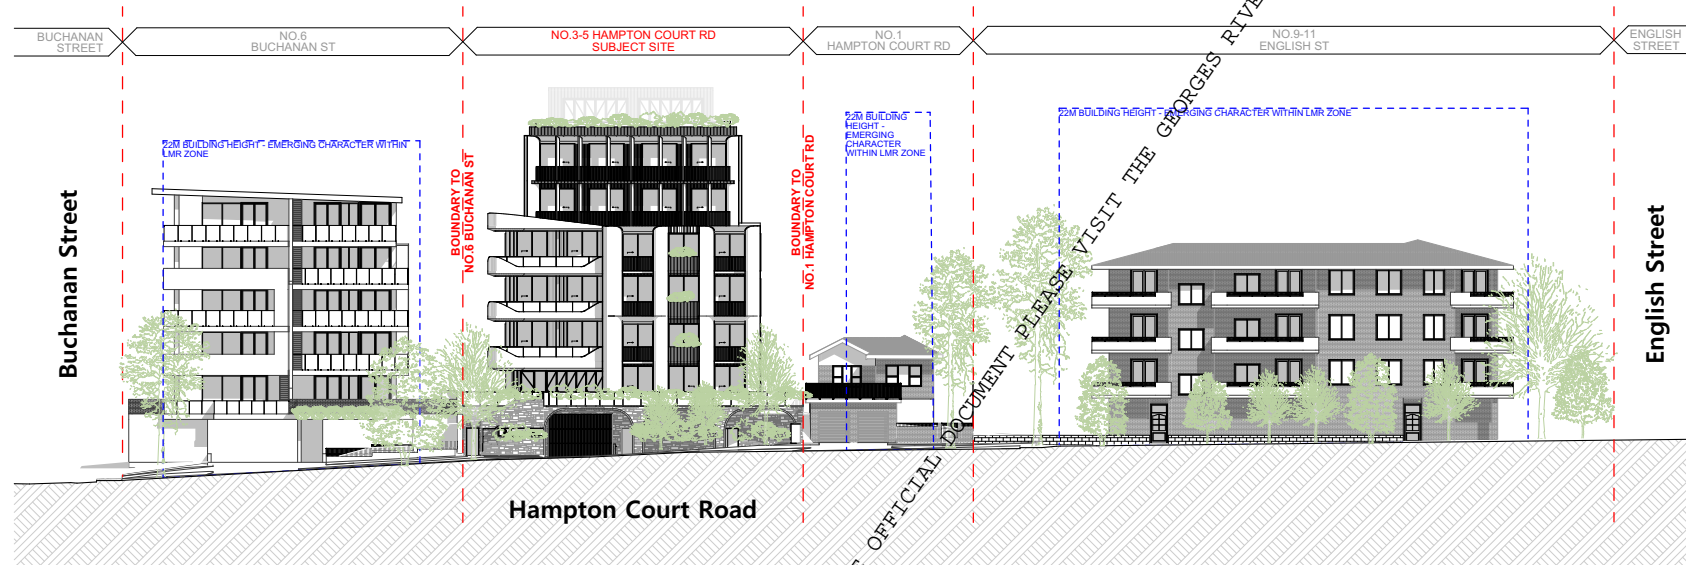 BUCHANAN
STREET
NO.6
BUCHANAN ST
NO.3-5 HAMPTON COURT RD
SUBJECT SITE
NO.1
HAMPTON COURT RD
NO.9-11
ENGLISH ST
ENGLISH
STREET
22M BUILDING HEIGHT - EMERGING CHARACTER WITHIN
LMR ZONE
22M BUILDING
HEIGHT -
EMERGING
CHARACTER
WITHIN LMR ZONE
22M BUILDING HEIGHT - EMERGING CHARACTER WITHIN LMR ZONE
BOUNDARY TO
NO.6 BUCHANAN ST
BOUNDARY TO
NO.1 HAMPTON COURT RD
Buchanan Street
English Street
Hampton Court Road
OFFICIAL DOCUMENT PLEASE VISIT THE GEORGES